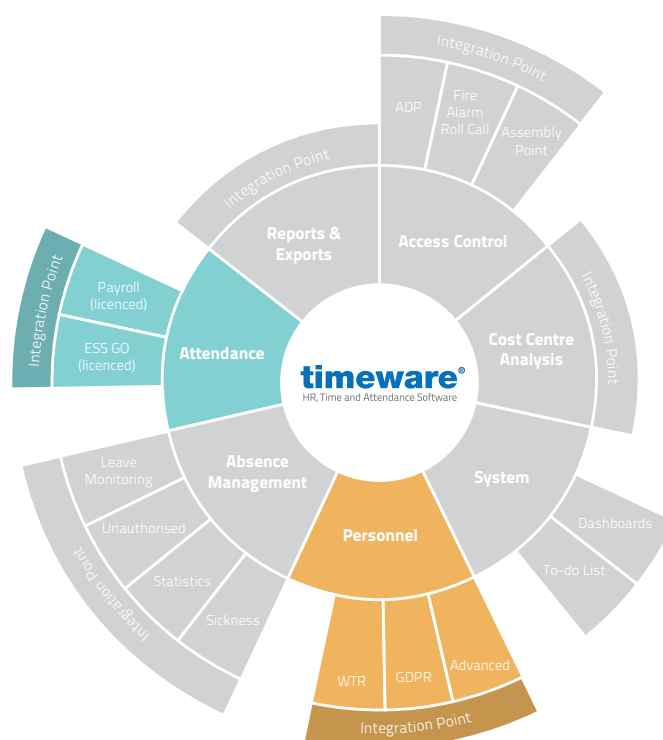 Integration Point
ADP
Fire
Alarm
Roll Call
Assembly
Point
Integration Point
Reports &
Exports
Access Control
Integration Point
Cost Centre
Analysis
Integration Point
Payroll
(licenced)
ESS GO
(licenced)
Attendance
timeware®
HR, Time and Attendance Software
Absence
Management
Leave
Monitoring
Unauthorised
Statistics
Sickness
Integration Point
System
Dashboards
To-do List
Personnel
WTR
GDPR
Advanced
Integration Point